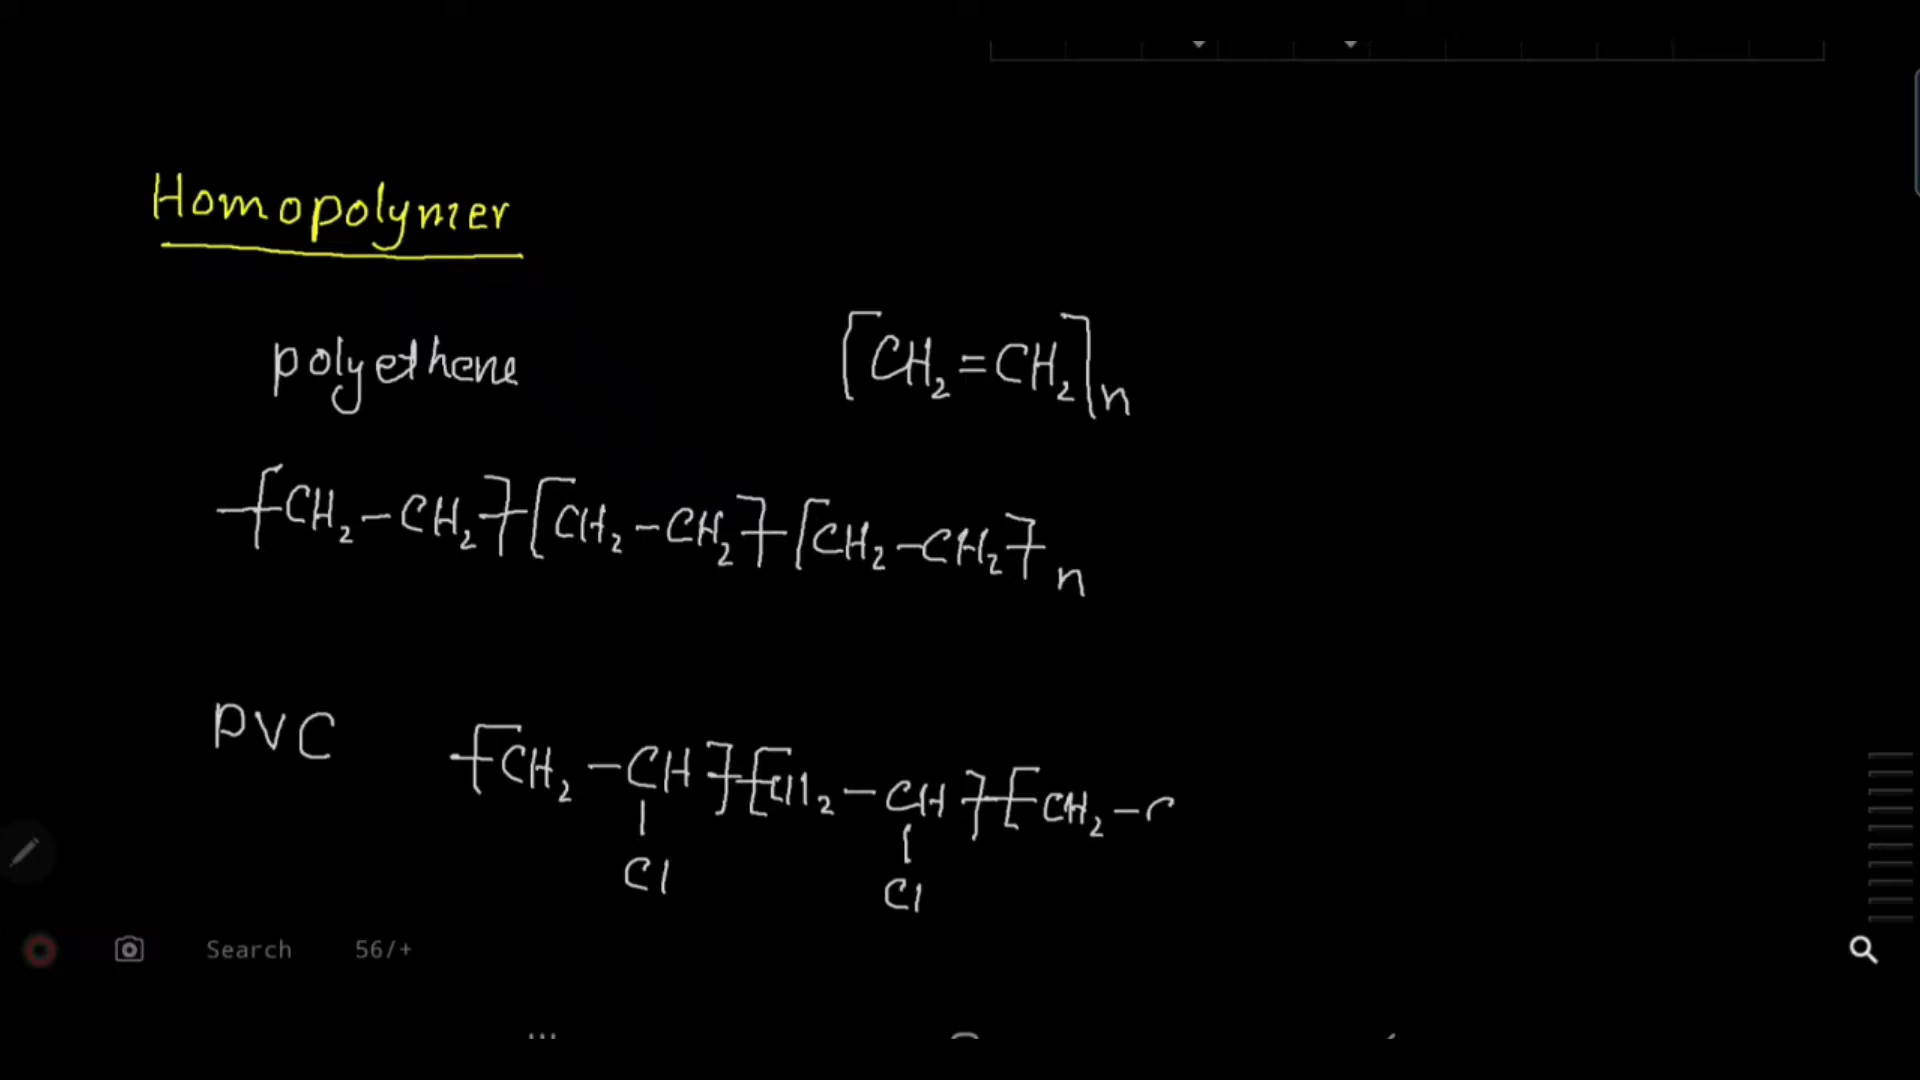 Homopolymer
polyethene [CH₂=CH₂]n
-[CH₂-CH₂]-[CH₂-CH₂]-[CH₂-CH₂]-n
PVC -[CH₂-CH]-[CH₂-CH]-[CH₂-C
Cl Cl
Search 56/+